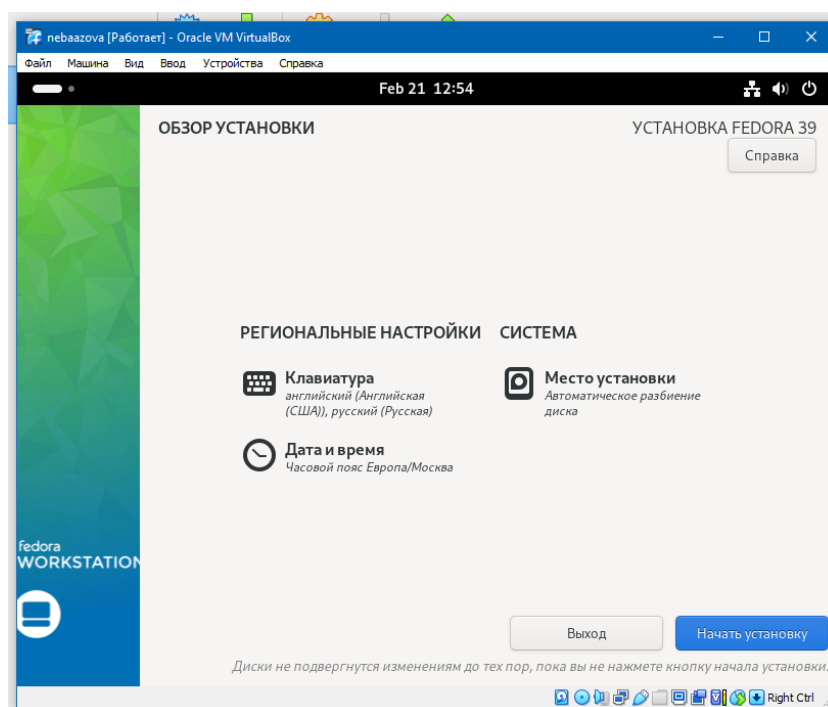 nebaazova [Работает] - Oracle VM VirtualBox
Файл Машина Вид Ввод Устройства Справка
Feb 21 12:54
ОБЗОР УСТАНОВКИ
УСТАНОВКА FEDORA 39
Справка
РЕГИОНАЛЬНЫЕ НАСТРОЙКИ
СИСТЕМА
Клавиатура
английский (Английская
(США)), русский (Русская)
Место установки
Автоматическое разбиение
диска
Дата и время
Часовой пояс Европа/Москва
fedora
WORKSTATION
Выход
Начать установку
Диски не подвергнутся изменениям до тех пор, пока вы не нажмете кнопку начала установки.
Right Ctrl